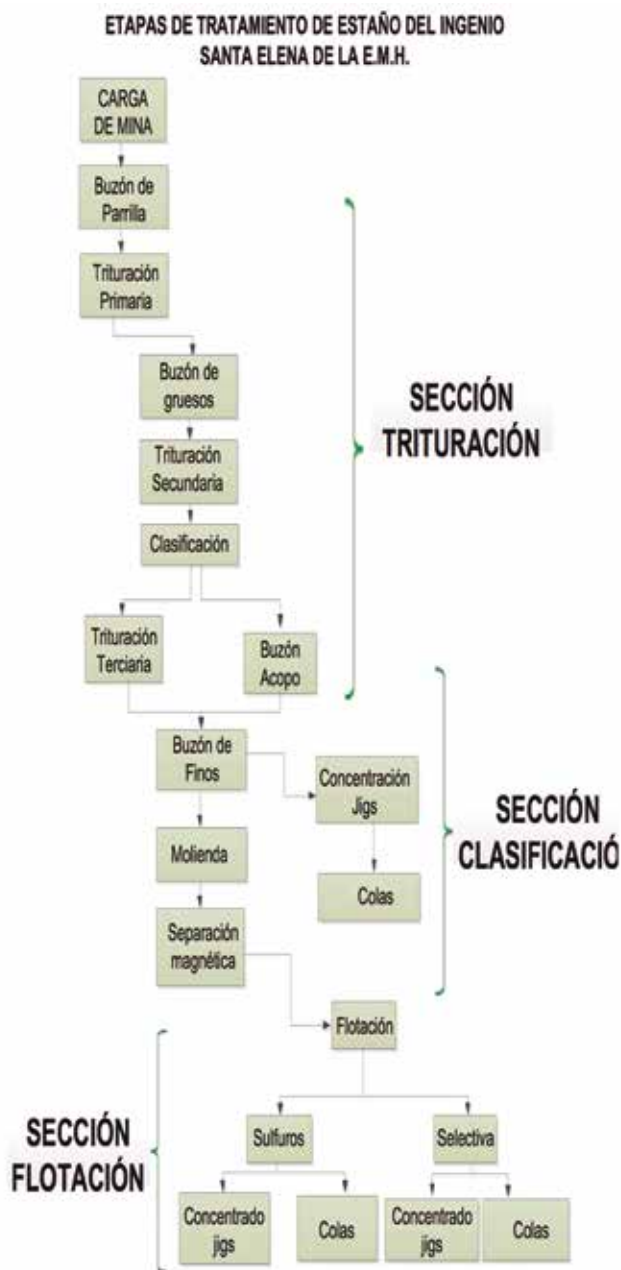 ETAPAS DE TRATAMIENTO DE ESTAÑO DEL INGENIO
SANTA ELENA DE LA E.M.H.
CARGA
DE MINA
Buzón de
Parrilla
Trituración
Primaria
Buzón de
gruesos
Trituración
Secundaria
Clasificación
Trituración
Terciaria
Buzón
Acopo
SECCIÓN
TRITURACIÓN
Buzón de
Finos
Concentración
Jigs
Molienda
Colas
Separación
magnética
SECCIÓN
CLASIFICACIÓ
Flotación
Sulfuros
Selectiva
Concentrado
jigs
Colas
Concentrado
jigs
Colas
SECCIÓN
FLOTACIÓN